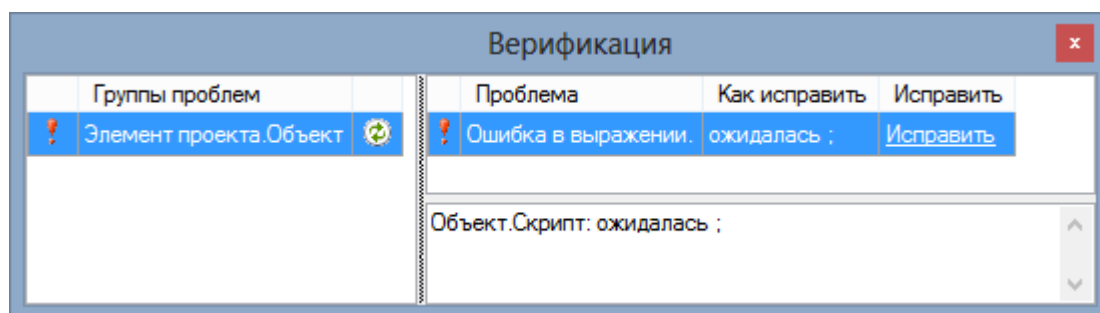 Верификация
x
Группы проблем
Элемент проекта.Объект
Проблема Как исправить Исправить
Ошибка в выражении. ожидалась ; Исправить
Объект.Скрипт: ожидалась ;